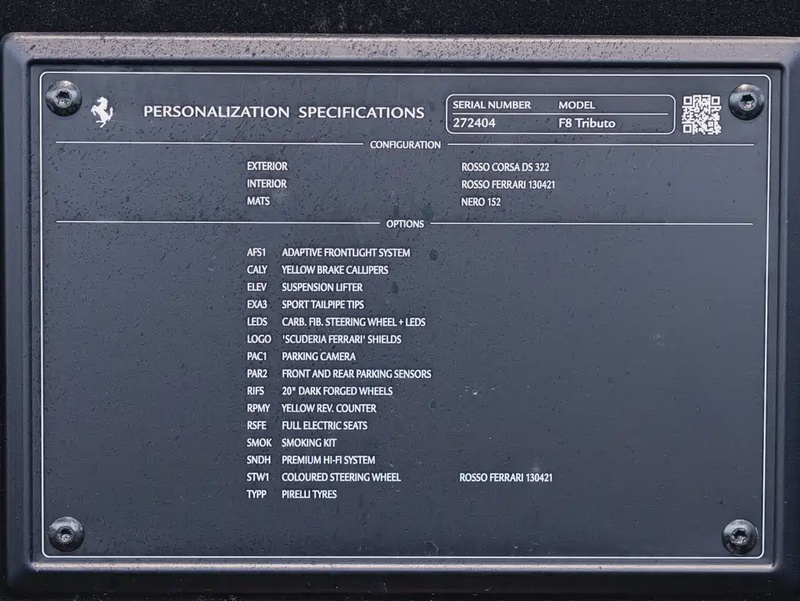 PERSONALIZATION SPECIFICATIONS
SERIAL NUMBER MODEL
272404 F8 Tributo
CONFIGURATION
EXTERIOR ROSSO CORSA DS 322
INTERIOR ROSSO FERRARI 130421
MATS NERO 152
OPTIONS
AFS1 ADAPTIVE FRONTLIGHT SYSTEM
CALY YELLOW BRAKE CALLIPERS
ELEV SUSPENSION LIFTER
EXA3 SPORT TAILPIPE TIPS
LEDS CARB. FIB. STEERING WHEEL + LEDS
LOGO 'SCUDERIA FERRARI' SHIELDS
PAC1 PARKING CAMERA
PAR2 FRONT AND REAR PARKING SENSORS
RIFS 20" DARK FORGED WHEELS
RPMY YELLOW REV. COUNTER
RSFE FULL ELECTRIC SEATS
SMOK SMOKING KIT
SNDH PREMIUM HI-FI SYSTEM
STW1 COLOURED STEERING WHEEL ROSSO FERRARI 130421
TYPP PIRELLI TYRES